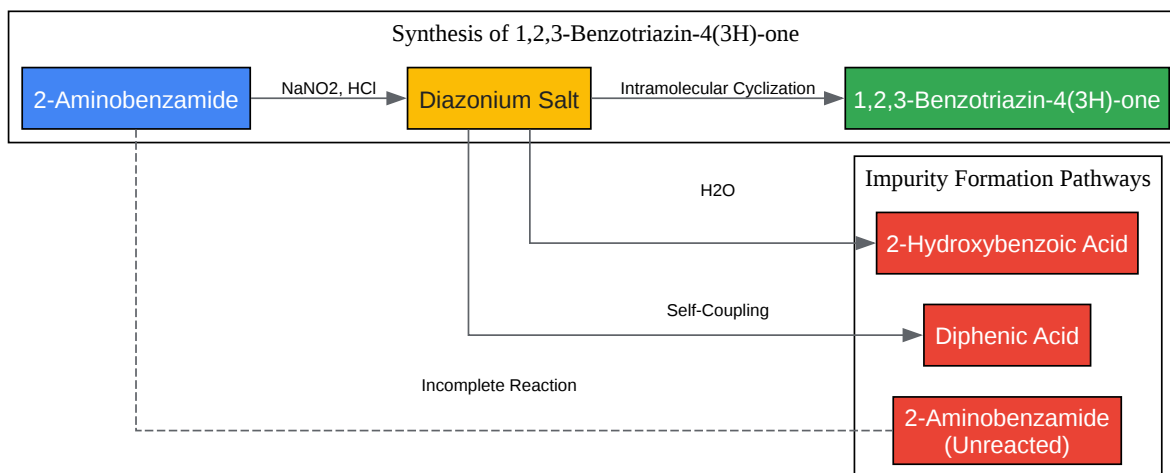 Synthesis of 1,2,3-Benzotriazin-4(3H)-one
2-Aminobenzamide
NaNO2, HCl
Diazonium Salt
Intramolecular Cyclization
1,2,3-Benzotriazin-4(3H)-one
Impurity Formation Pathways
H2O
2-Hydroxybenzoic Acid
Self-Coupling
Diphenic Acid
Incomplete Reaction
2-Aminobenzamide
(Unreacted)